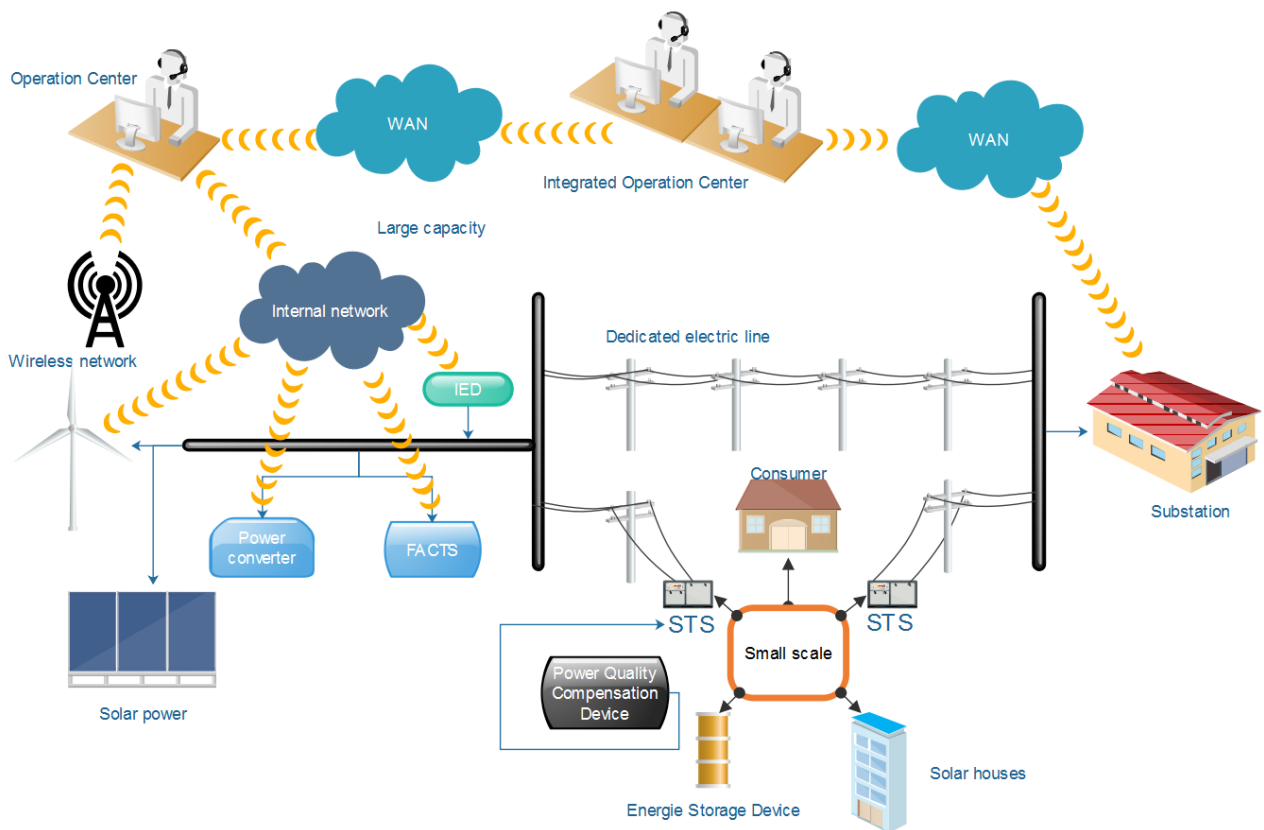 Operation Center
WAN
Integrated Operation Center
WAN
Large capacity
Internal network
Wireless network
Dedicated electric line
IED
Consumer
Substation
Power
converter
FACTS
STS
STS
Small scale
Power Quality
Compensation
Device
Solar power
Solar houses
Energie Storage Device